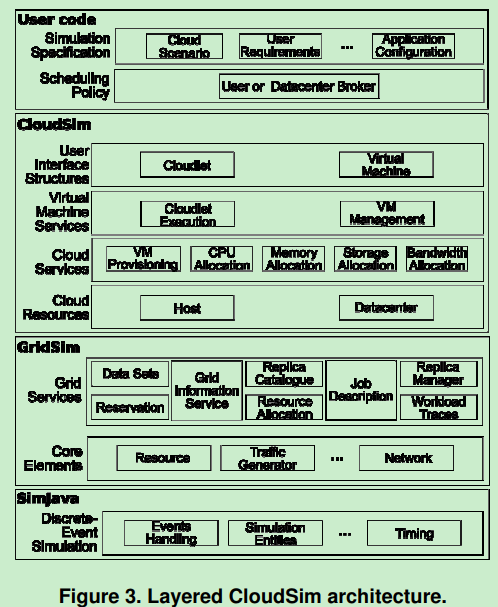 User code
Simulation
Specification
Cloud
Scenario
User
Requirements
...
Application
Configuration
Scheduling
Policy
User or Datacenter Broker
CloudSim
User
Interface
Structures
Cloudlet
Virtual
Machine
Virtual
Machine
Services
Cloudlet
Execution
VM
Management
Cloud
Services
VM
Provisioning
CPU
Allocation
Memory
Allocation
Storage
Allocation
Bandwidth
Allocation
Cloud
Resources
Host
Datacenter
GridSim
Grid
Services
Data Sets
Reservation
Grid
Information
Service
Replica
Catalogue
Resource
Allocation
Job
Description
Replica
Manager
Workload
Traces
Core
Elements
Resource
Traffic
Generator
...
Network
SimJava
Discrete-
Event
Simulation
Events
Handling
Simulation
Entities
...
Timing
Figure 3. Layered CloudSim architecture.